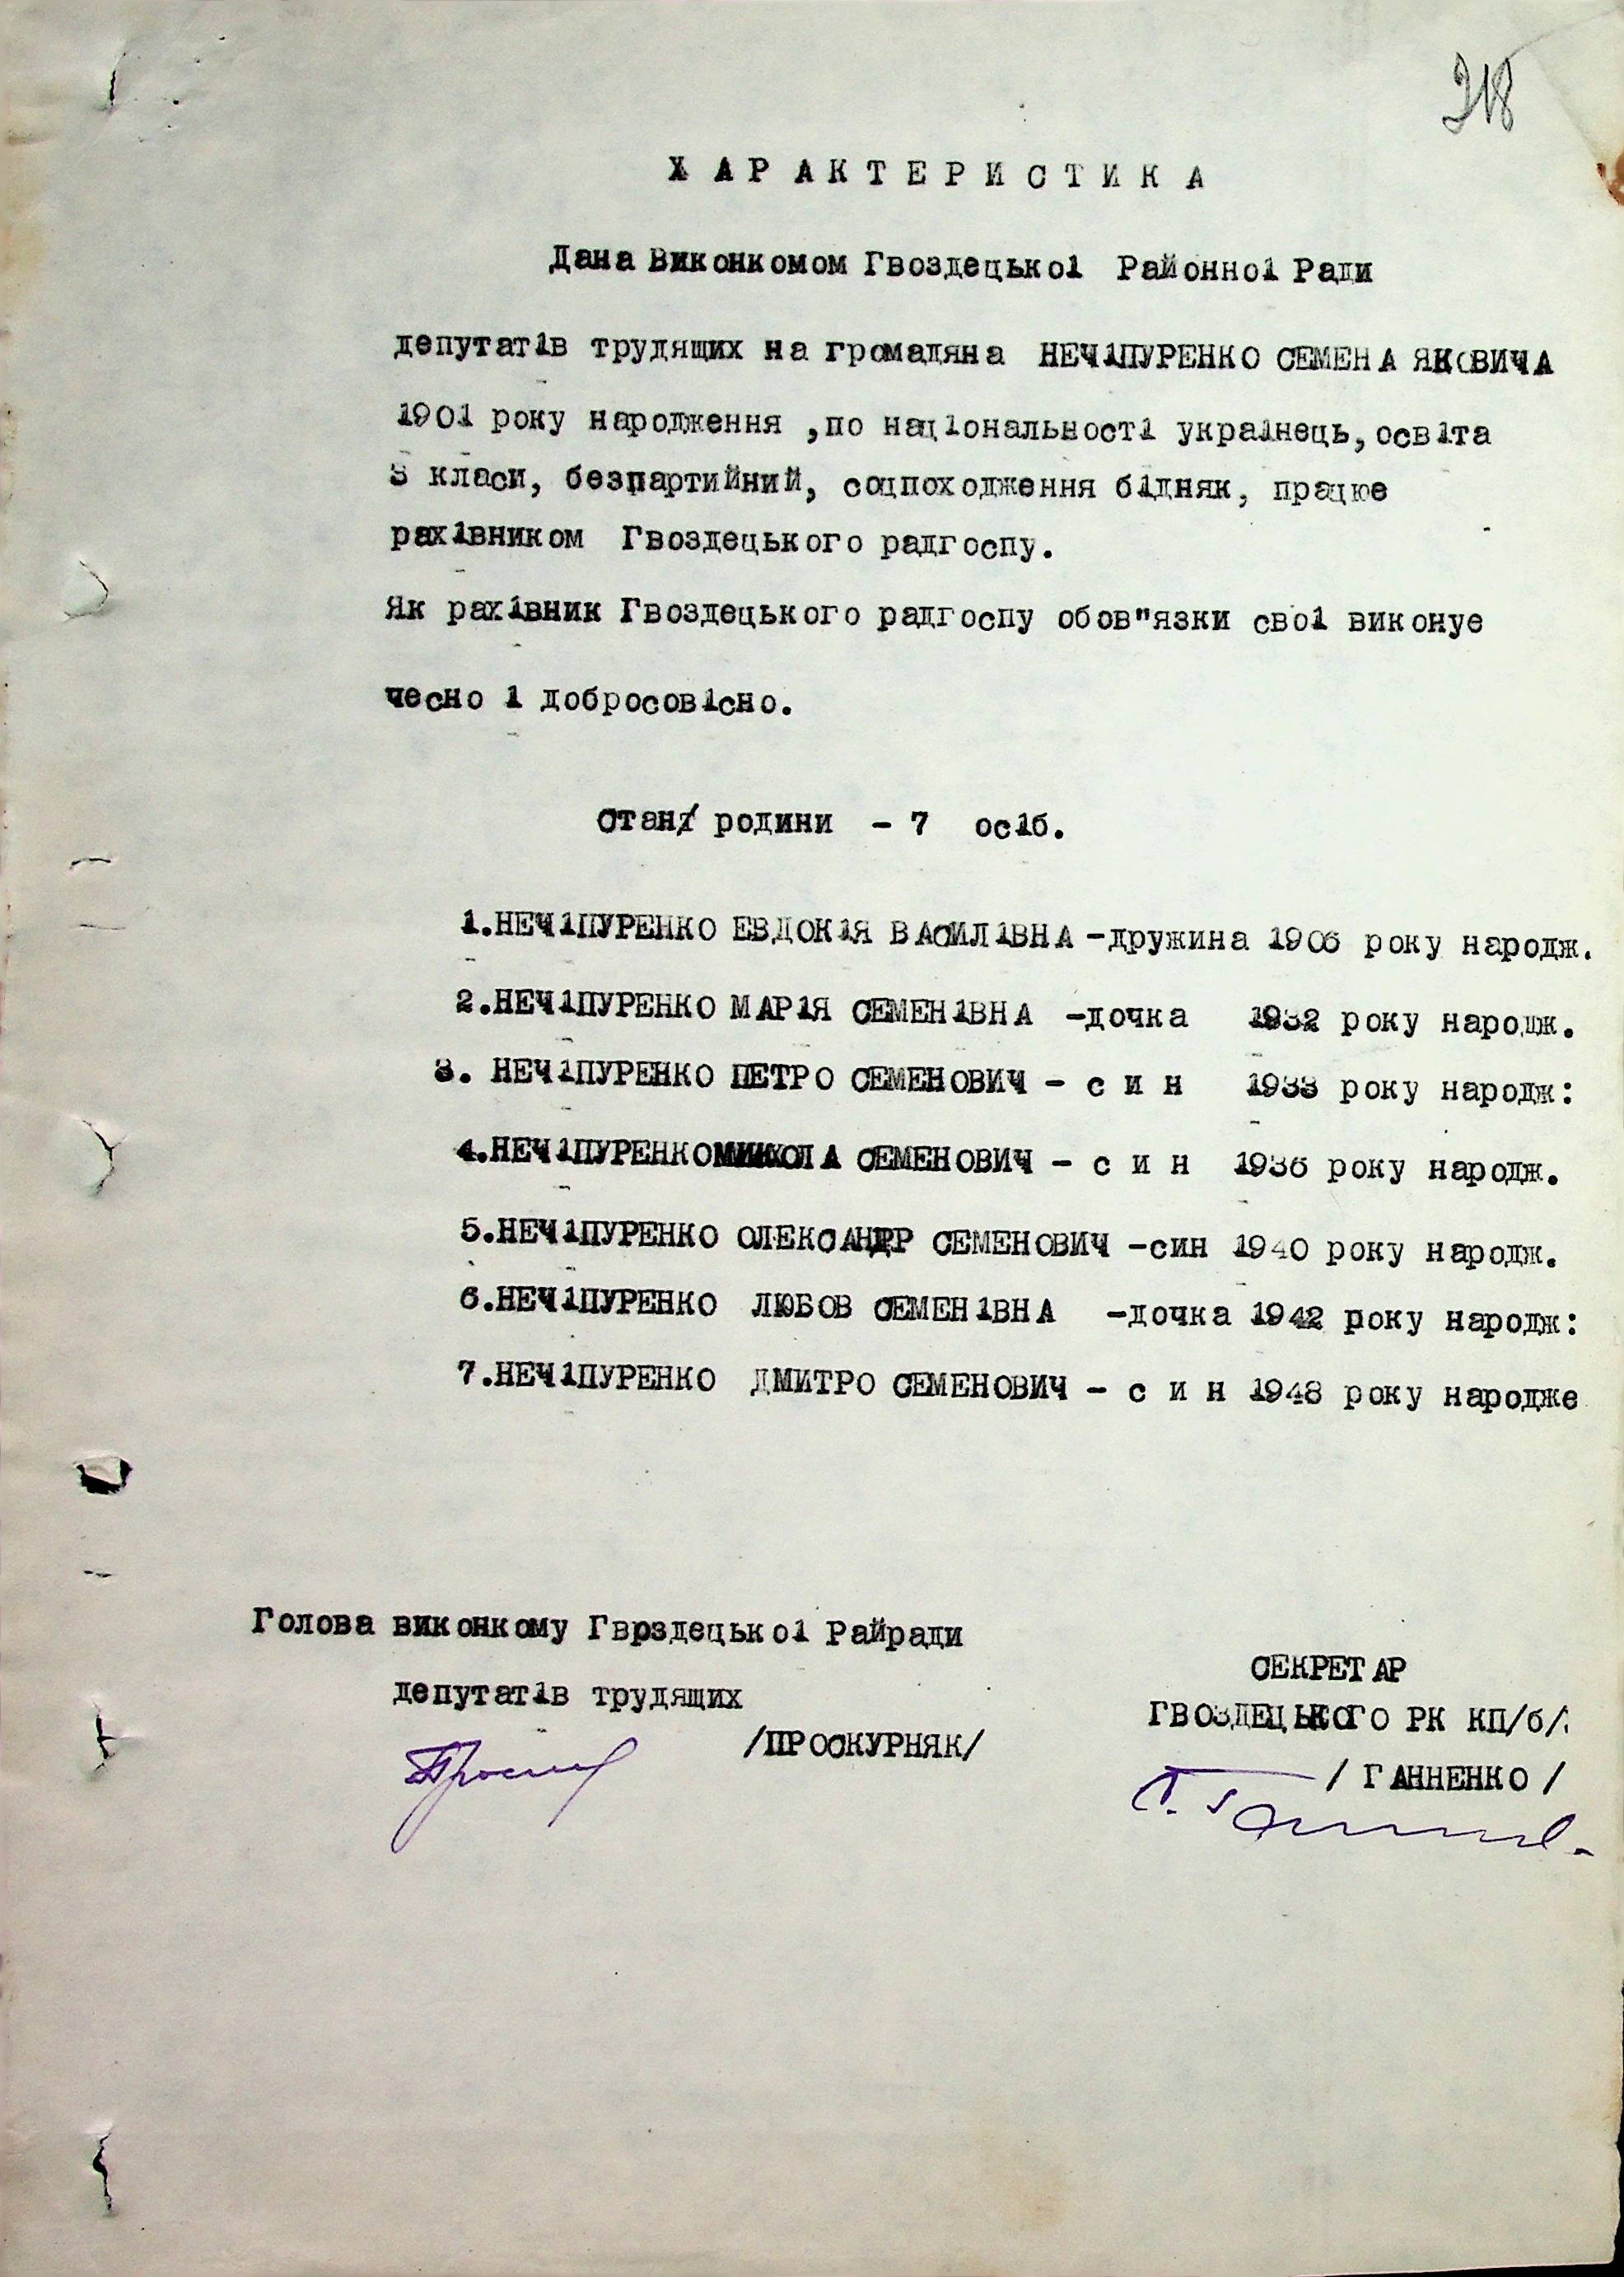 218
ХАРАКТЕРИСТИКА
Дана Виконкомом Гвоздецької Районної Ради
депутатів трудящих на громадяна НЕЧІПУРЕНКО СЕМЕНА ЯКОВИЧА
1901 року народження ,по національності українець, освіта
3 класи, безпартийний, соцпоходження бідняк, працює
рахівником Гвоздецького радгоспу.
Як рахівник Гвоздецького радгоспу обов"язки свої виконує
чесно і добросовісно.
Стан родини - 7 осіб.
1.НЕЧІПУРЕНКО ЕВДОКІЯ ВАСИЛІВНА -дружина 1906 року народж.
2.НЕЧІПУРЕНКО МАРІЯ СЕМЕНІВНА -дочка 1932 року народж.
3. НЕЧІПУРЕНКО ПЕТРО СЕМЕНОВИЧ - с и н 1933 року народж:
4.НЕЧІПУРЕНКО МИКОЛА СЕМЕНОВИЧ - с и н 1936 року народж.
5.НЕЧІПУРЕНКО ОЛЕКСАНДР СЕМЕНОВИЧ -син 1940 року народж.
6.НЕЧІПУРЕНКО ЛЮБОВ СЕМЕНІВНА -дочка 1942 року народж:
7.НЕЧІПУРЕНКО ДМИТРО СЕМЕНОВИЧ - с и н 1948 року народже
Голова виконкому Гврздецької Райради
депутатів трудящих
/ПРОСКУРНЯК/
СЕКРЕТАР
ГВОЗДЕЦЬКОГО РК КП/б/
/ ГАННЕНКО /